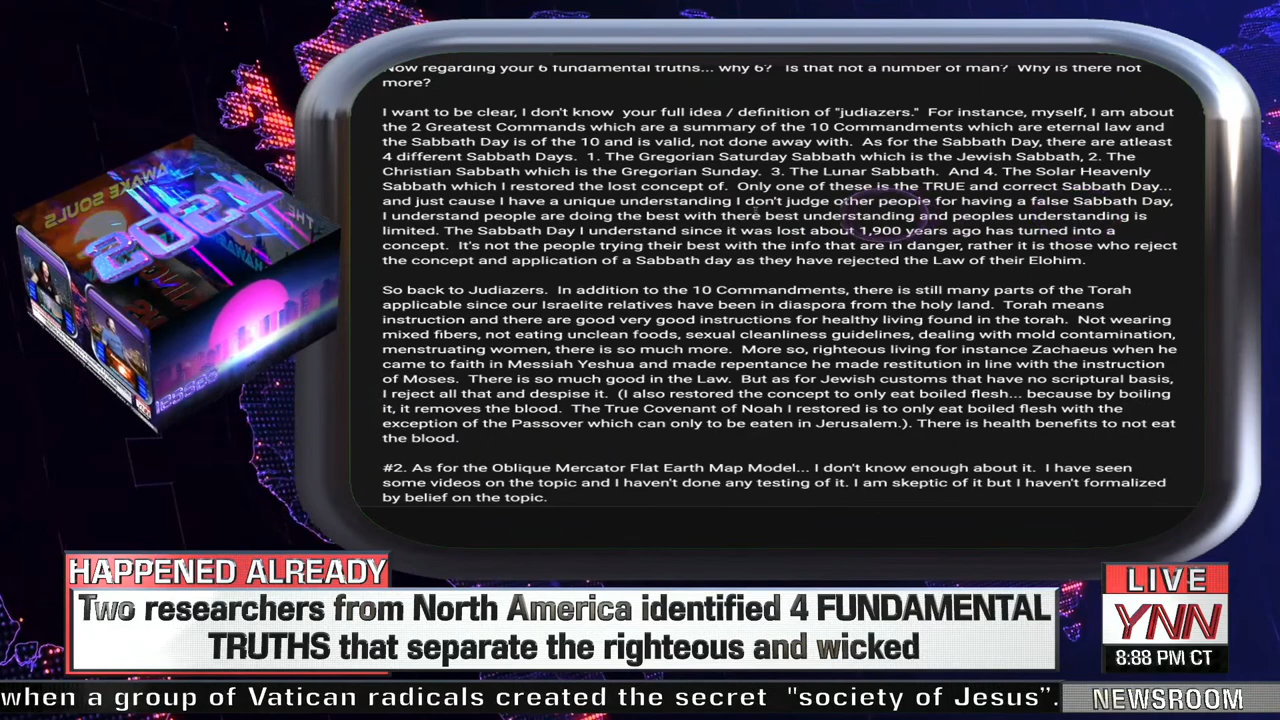 Now regarding your 6 fundamental truths... why 6?  Is that not a number of man?  Why is there not
more?
I want to be clear, I don't know  your full idea / definition of "judiazers."  For instance, myself, I am about
the 2 Greatest Commands which are a summary of the 10 Commandments which are eternal law and
the Sabbath Day is of the 10 and is valid, not done away with.  As for the Sabbath Day, there are atleast
4 different Sabbath Days.  1. The Gregorian Saturday Sabbath which is the Jewish Sabbath, 2. The
Christian Sabbath which is the Gregorian Sunday.  3. The Lunar Sabbath.  And 4. The Solar Heavenly
Sabbath which I restored the lost concept of.  Only one of these is the TRUE and correct Sabbath Day...
and just cause I have a unique understanding I don't judge other people for having a false Sabbath Day,
I understand people are doing the best with there best understanding and peoples understanding is
limited. The Sabbath Day I understand since it was lost about 1,900 years ago has turned into a
concept.  It's not the people trying their best with the info that are in danger, rather it is those who reject
the concept and application of a Sabbath day as they have rejected the Law of their Elohim.
So back to Judiazers.  In addition to the 10 Commandments, there is still many parts of the Torah
applicable since our Israelite relatives have been in diaspora from the holy land.  Torah means
instruction and there are good very good instructions for healthy living found in the torah.  Not wearing
mixed fibers, not eating unclean foods, sexual cleanliness guidelines, dealing with mold contamination,
menstruating women, there is so much more.  More so, righteous living for instance Zachaeus when he
came to faith in Messiah Yeshua and made repentance he made restitution in line with the instruction
of Moses.  There is so much good in the Law.  But as for Jewish customs that have no scriptural basis,
I reject all that and despise it.  (I also restored the concept to only eat boiled flesh... because by boiling
it, it removes the blood.  The True Covenant of Noah I restored is to only eat boiled flesh with the
exception of the Passover which can only to be eaten in Jerusalem.). There is health benefits to not eat
the blood.
#2. As for the Oblique Mercator Flat Earth Map Model... I don't know enough about it.  I have seen
some videos on the topic and I haven't done any testing of it. I am skeptic of it but I haven't formalized
by belief on the topic.
AWAKE SOULS
2021
THE
HAPPENED ALREADY
Two researchers from North America identified 4 FUNDAMENTAL
TRUTHS that separate the righteous and wicked
LIVE
YNN
8:88 PM CT
when a group of Vatican radicals created the secret  "society of Jesus".
NEWSROOM